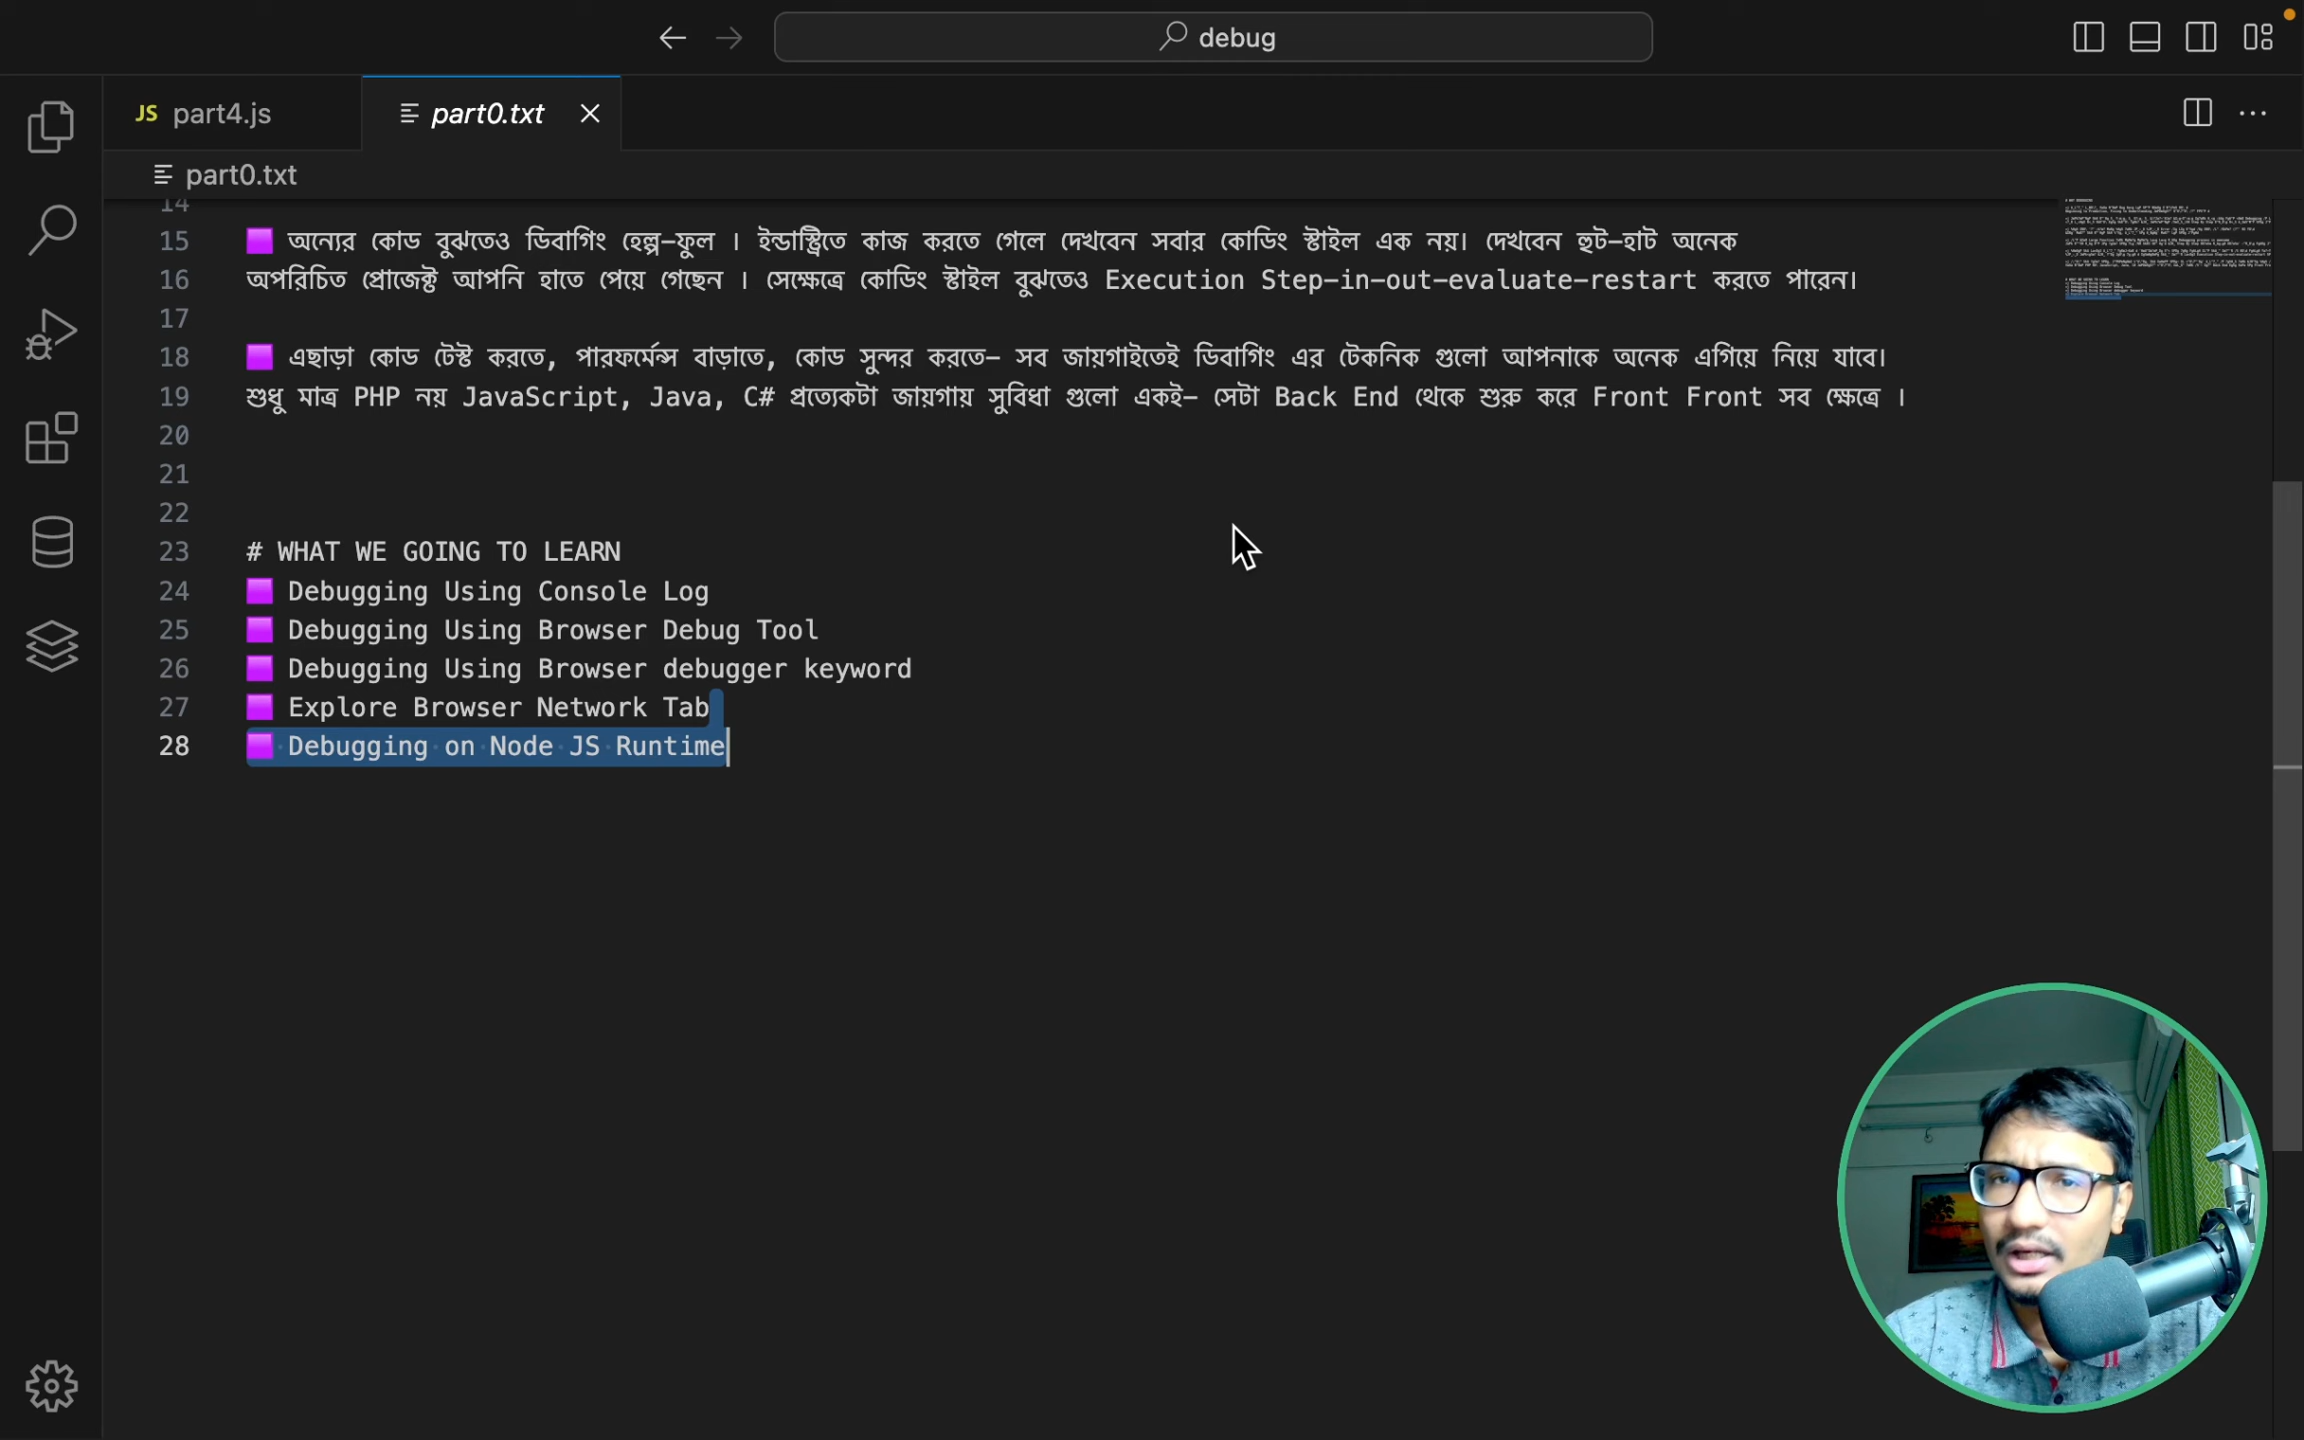 debug
JS part4.js
part0.txt
part0.txt
14
15 🟪 অন্যের কোড বুঝতেও ডিবাগিং হেল্প-ফুল । ইন্ডাস্ট্রিতে কাজ করতে গেলে দেখবেন সবার কোডিং স্টাইল এক নয়। দেখবেন হুট-হাট অনেক
16 অপরিচিত প্রোজেক্ট আপনি হাতে পেয়ে গেছেন । সেক্ষেত্রে কোডিং স্টাইল বুঝতেও Execution Step-in-out-evaluate-restart করতে পারেন।
17
18 🟪 এছাড়া কোড টেস্ট করতে, পারফর্মেন্স বাড়াতে, কোড সুন্দর করতে- সব জায়গাইতেই ডিবাগিং এর টেকনিক গুলো আপনাকে অনেক এগিয়ে নিয়ে যাবে।
19 শুধু মাত্র PHP নয় JavaScript, Java, C# প্রত্যেকটা জায়গায় সুবিধা গুলো একই- সেটা Back End থেকে শুরু করে Front Front সব ক্ষেত্রে ।
20
21
22
23 # WHAT WE GOING TO LEARN
24 🟪 Debugging Using Console Log
25 🟪 Debugging Using Browser Debug Tool
26 🟪 Debugging Using Browser debugger keyword
27 🟪 Explore Browser Network Tab
28 🟪 Debugging on Node JS Runtime